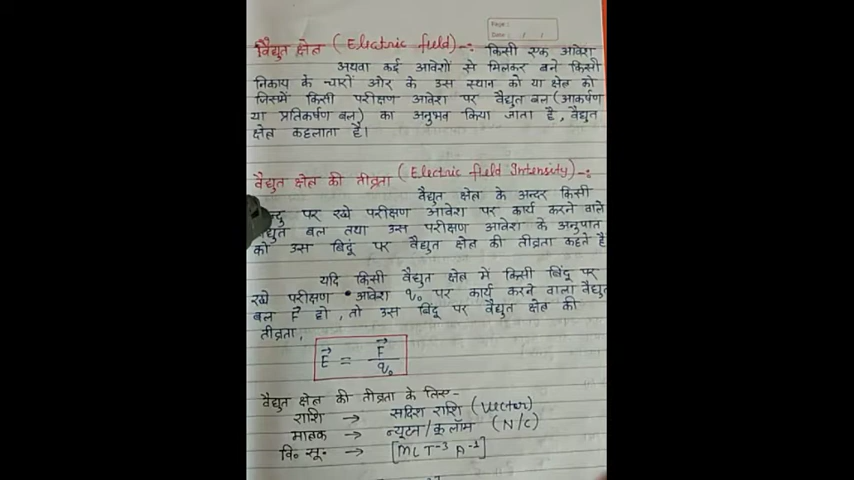 Page :
Date : / /
वैद्युत क्षेत्र ( Electric field ) -: किसी एक आवेश
अथवा कई आवेशों से मिलकर बने किसी
निकाय के चारों ओर के उस स्थान को या क्षेत्र को
जिसमें किसी परीक्षण आवेश पर वैद्युत बल (आकर्षण
या प्रतिकर्षण बल) का अनुभव किया जाता है, वैद्युत
क्षेत्र कहलाता है।
वैद्युत क्षेत्र की तीव्रता ( Electric field Intensity) -:
वैद्युत क्षेत्र के अन्दर किसी
पर रखे परीक्षण आवेश पर कार्य करने वाले
बल तथा उस परीक्षण आवेश के अनुपात
को उस बिंदू पर वैद्युत क्षेत्र की तीव्रता कहते हैं
यदि किसी वैद्युत क्षेत्र में किसी बिंदू पर
रखे परीक्षण आवेश q₀ पर कार्य करने वाला वैद्युत
बल F⃗ हो, तो उस बिंदू पर वैद्युत क्षेत्र की
तीव्रता,
E⃗ = F⃗ / q₀
वैद्युत क्षेत्र की तीव्रता के लिए-
राशि → सदिश राशि (Vector)
मात्रक → न्यूटन/कूलॉम (N/C)
वि. सू. → [MLT⁻³ A⁻¹]